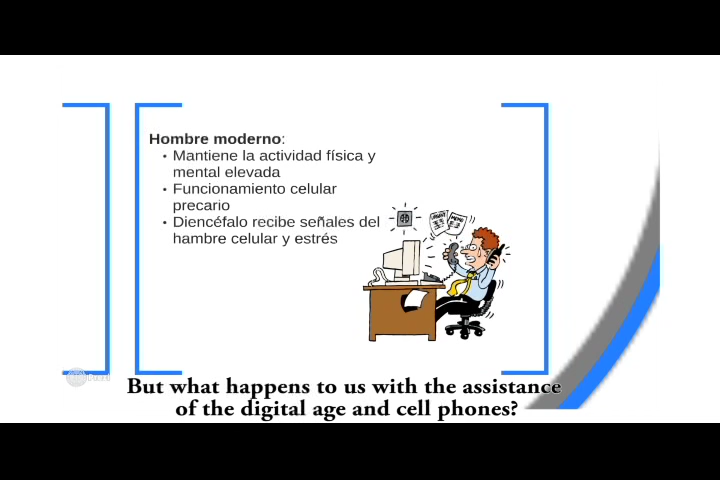 Hombre moderno:
• Mantiene la actividad física y
mental elevada
• Funcionamiento celular
precario
• Diencéfalo recibe señales del
hambre celular y estrés
But what happens to us with the assistance
of the digital age and cell phones?